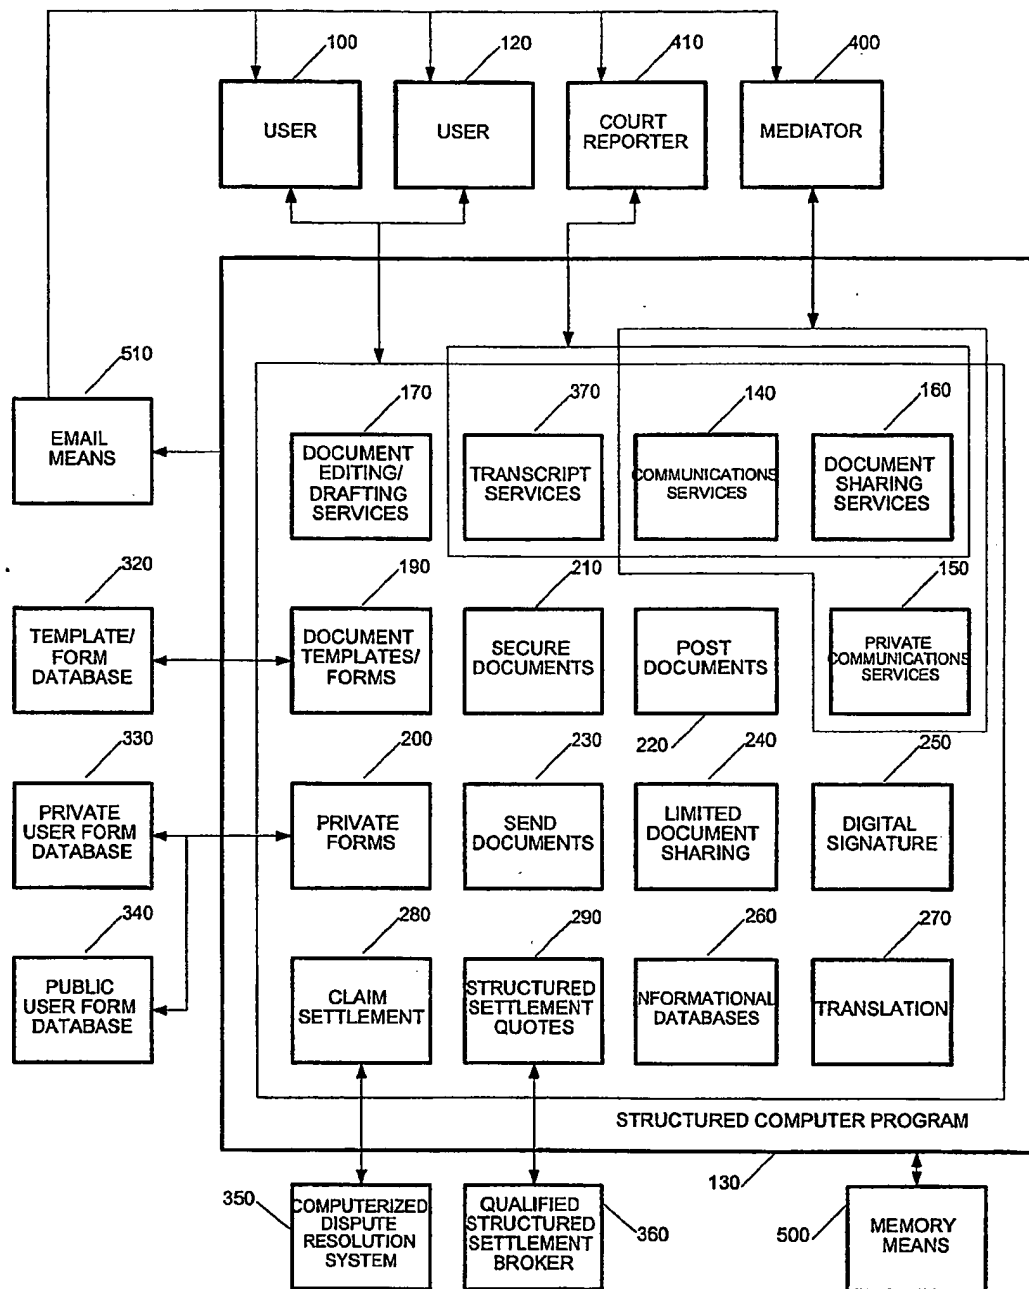 100
120
410
400
USER
USER
COURT
REPORTER
MEDIATOR
510
EMAIL
MEANS
170
370
140
160
DOCUMENT
EDITING/
DRAFTING
SERVICES
TRANSCRIPT
SERVICES
COMMUNICATIONS
SERVICES
DOCUMENT
SHARING
SERVICES
320
190
210
150
TEMPLATE/
FORM
DATABASE
DOCUMENT
TEMPLATES/
FORMS
SECURE
DOCUMENTS
POST
DOCUMENTS
PRIVATE
COMMUNICATIONS
SERVICES
220
330
200
230
240
250
PRIVATE
USER FORM
DATABASE
PRIVATE
FORMS
SEND
DOCUMENTS
LIMITED
DOCUMENT
SHARING
DIGITAL
SIGNATURE
340
280
290
260
270
PUBLIC
USER FORM
DATABASE
CLAIM
SETTLEMENT
STRUCTURED
SETTLEMENT
QUOTES
NFORMATIONAL
DATABASES
TRANSLATION
STRUCTURED COMPUTER PROGRAM
130
350
COMPUTERIZED
DISPUTE
RESOLUTION
SYSTEM
QUALIFIED
STRUCTURED
SETTLEMENT
BROKER
360
500
MEMORY
MEANS